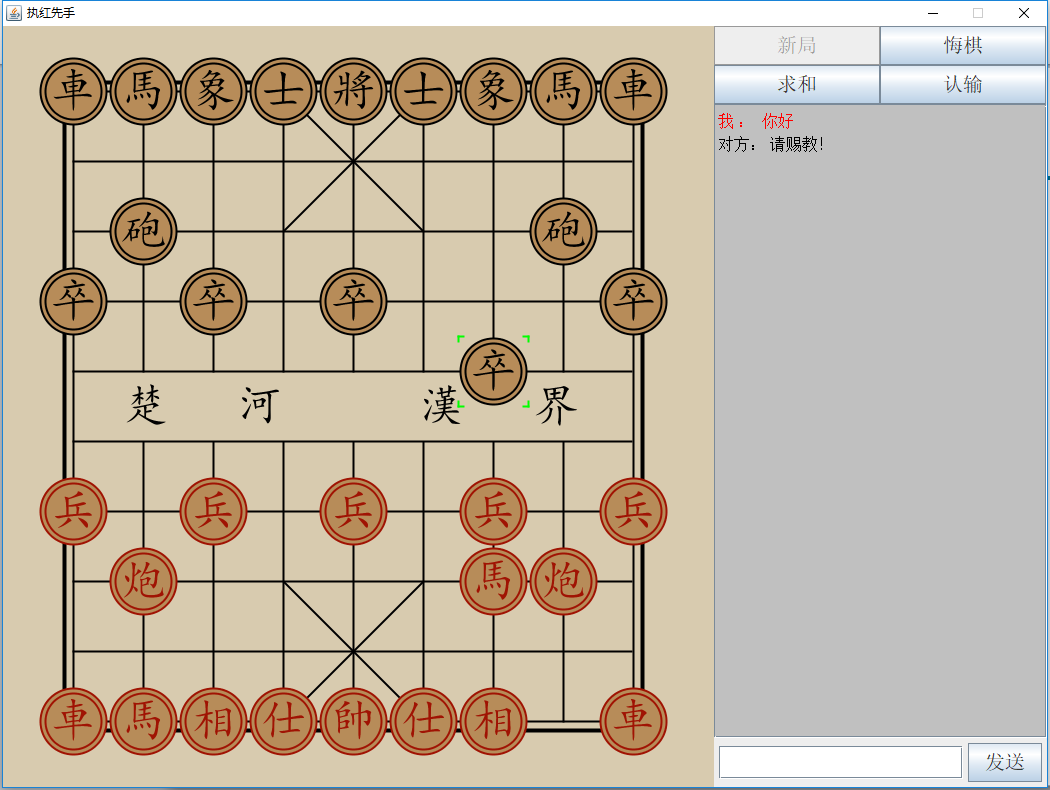 执红先手
新局 悔棋
求和 认输
我： 你好
对方： 请赐教!
車 馬 象 士 將 士 象 馬 車
砲 砲
卒 卒 卒 卒
卒
楚 河 漢 界
兵 兵 兵 兵 兵
炮 馬 炮
車 馬 相 仕 帥 仕 相 車
发送